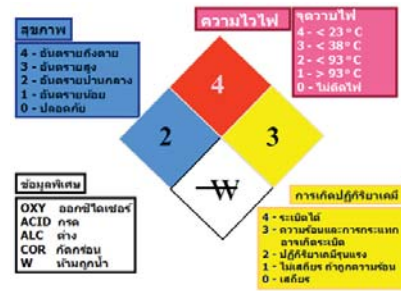 สุขภาพ
4 - อันตรายถึงตาย
3 - อันตรายสูง
2 - อันตรายปานกลาง
1 - อันตรายน้อย
0 - ปลอดภัย
ความไวไฟ
จุดวาบไฟ
4 - < 23° C
3 - < 38° C
2 - < 93° C
1 - > 93° C
0 - ไม่ติดไฟ
4
2
3
W
ข้อมูลพิเศษ
OXY ออกซิไดเซอร์
ACID กรด
ALC ด่าง
COR กัดกร่อน
W ห้ามถูกน้ำ
การเกิดปฏิกิริยาเคมี
4 - ระเบิดได้
3 - ความร้อนและการกระแทก
อาจเกิดระเบิด
2 - ปฏิกิริยาเคมีรุนแรง
1 - ไม่เสถียร ถ้าถูกความร้อน
0 - เสถียร